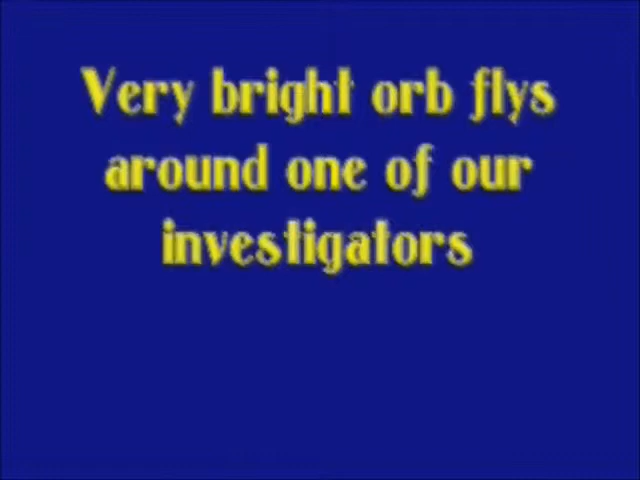 Very bright orb flys
around one of our
investigators